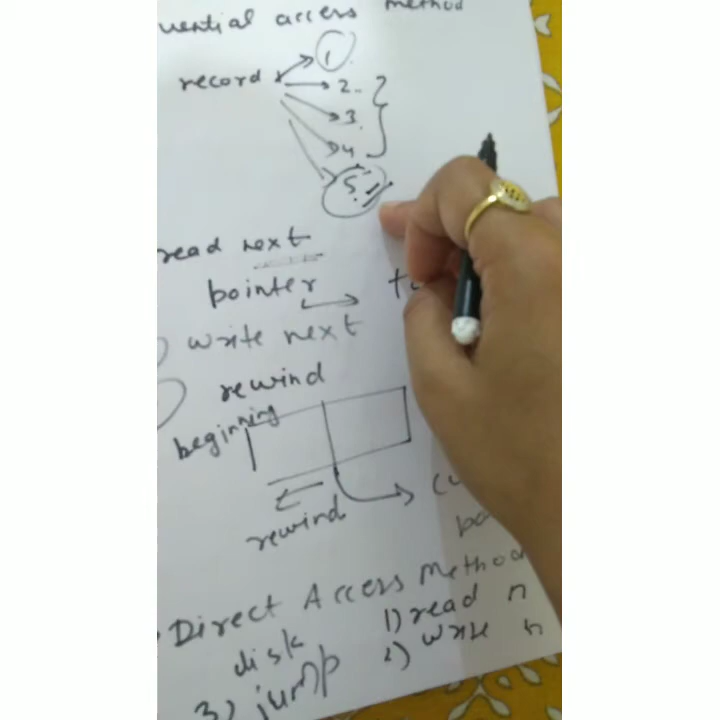 uential access method
record 1.
2..
3.
4
5.
read next
pointer
write next
rewind
beginning
rewind
Direct Access Method
disk 1) read n
2) write n
3) jump